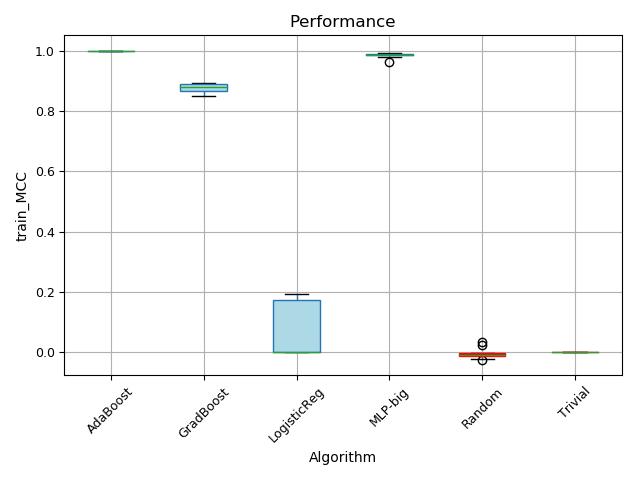 Performance
train_MCC
1.0
0.8
0.6
0.4
0.2
0.0
AdaBoost
GradBoost
LogisticReg
MLP-big
Random
Trivial
Algorithm